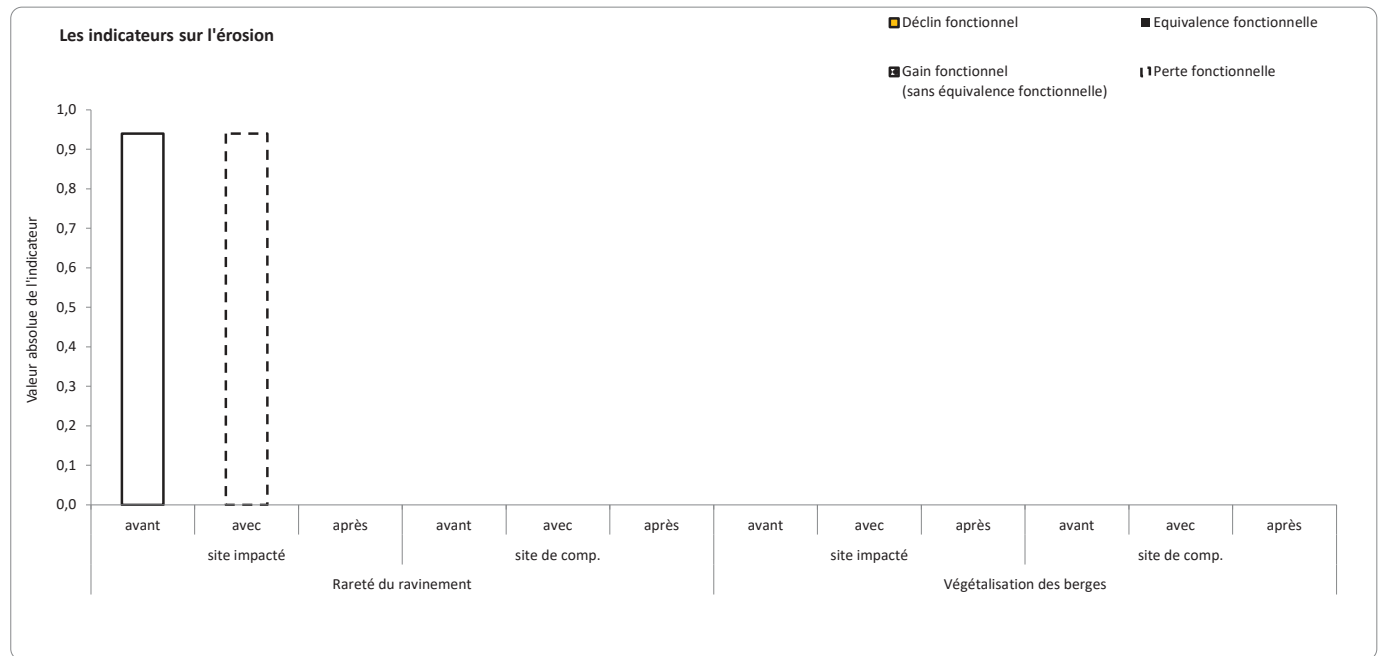 Les indicateurs sur l'érosion
Déclin fonctionnel
Equivalence fonctionnelle
Gain fonctionnel
(sans équivalence fonctionnelle)
Perte fonctionnelle
Valeur absolue de l'indicateur
1,0
0,9
0,8
0,7
0,6
0,5
0,4
0,3
0,2
0,1
0,0
avant avec après avant avec après avant avec après avant avec après
site impacté site de comp. site impacté site de comp.
Rareté du ravinement Végétalisation des berges